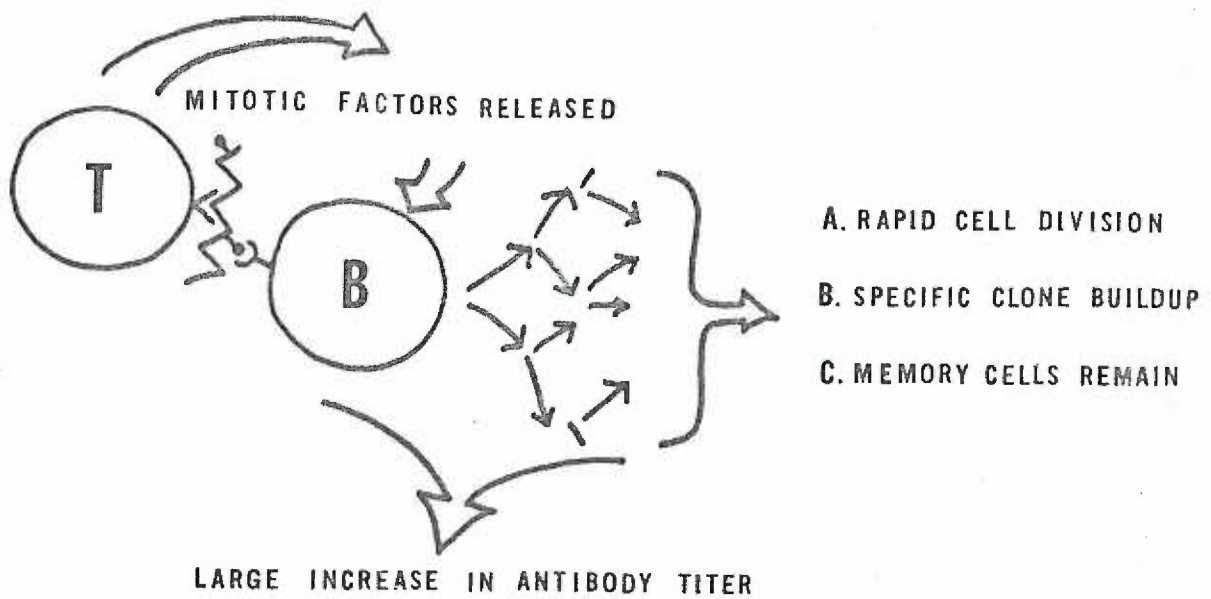 MITOTIC FACTORS RELEASED
T
B
A. RAPID CELL DIVISION
B. SPECIFIC CLONE BUILDUP
C. MEMORY CELLS REMAIN
LARGE INCREASE IN ANTIBODY TITER